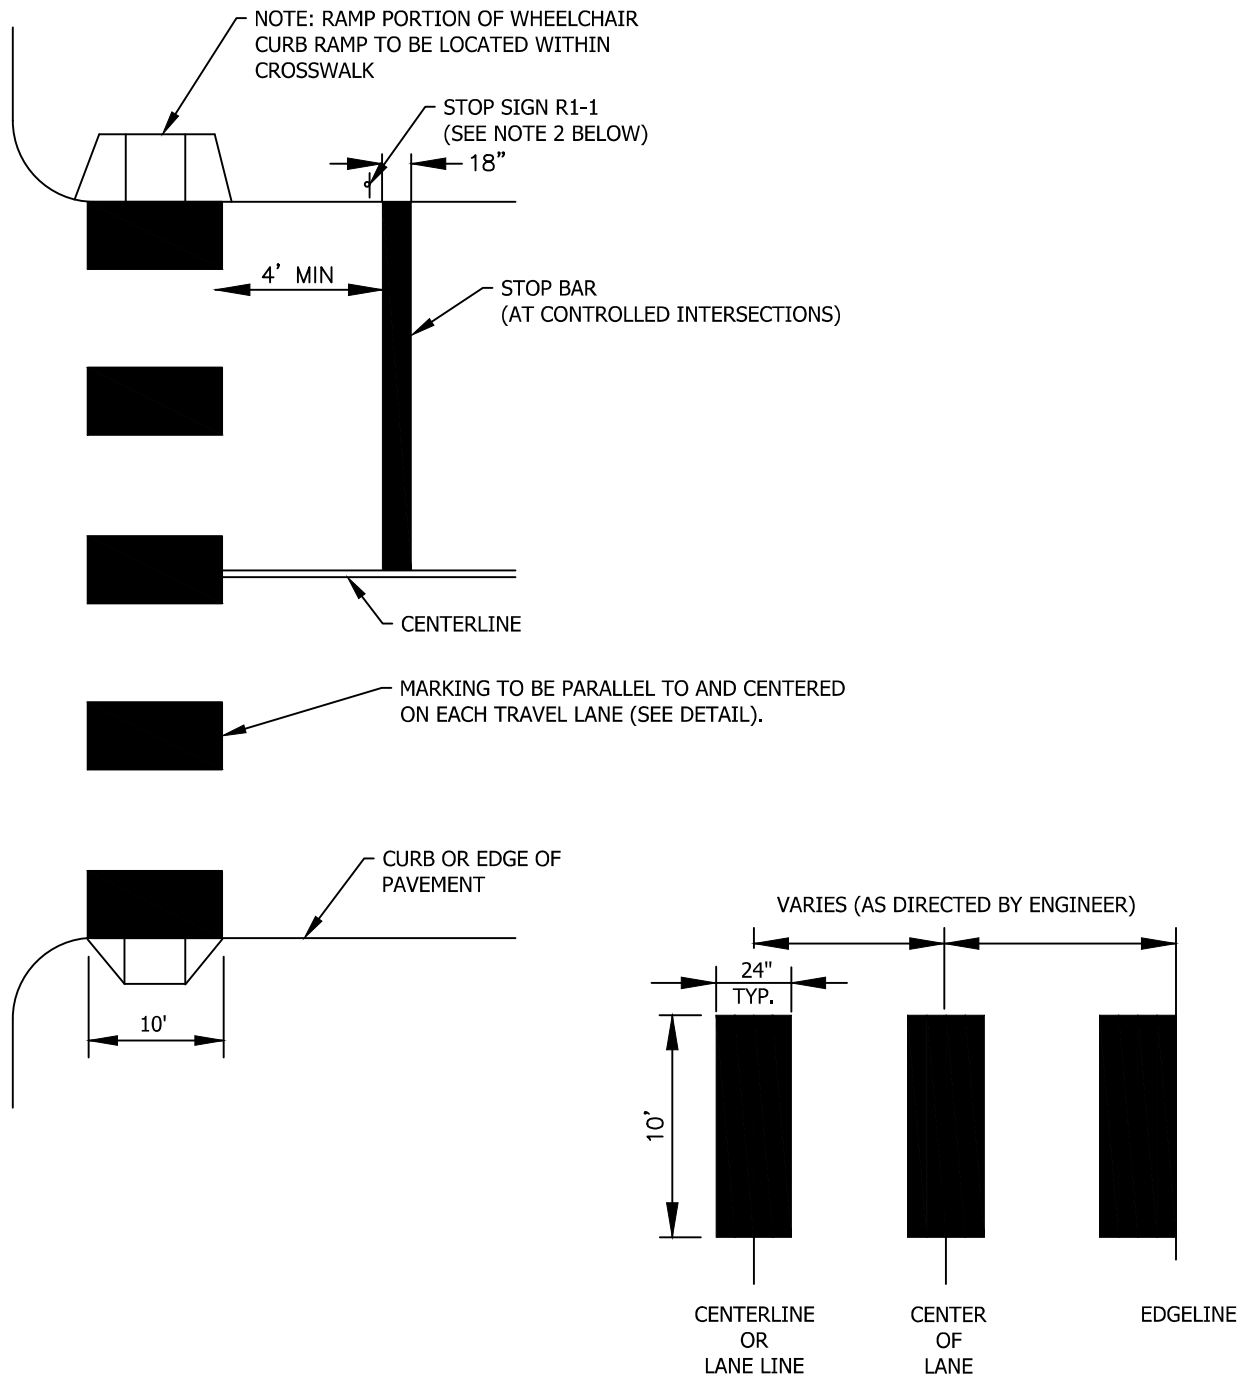 NOTE: RAMP PORTION OF WHEELCHAIR
CURB RAMP TO BE LOCATED WITHIN
CROSSWALK
STOP SIGN R1-1
(SEE NOTE 2 BELOW)
18"
4' MIN
STOP BAR
(AT CONTROLLED INTERSECTIONS)
CENTERLINE
MARKING TO BE PARALLEL TO AND CENTERED
ON EACH TRAVEL LANE (SEE DETAIL).
CURB OR EDGE OF
PAVEMENT
10'
VARIES (AS DIRECTED BY ENGINEER)
24"
TYP.
10'
CENTERLINE
OR
LANE LINE
CENTER
OF
LANE
EDGELINE